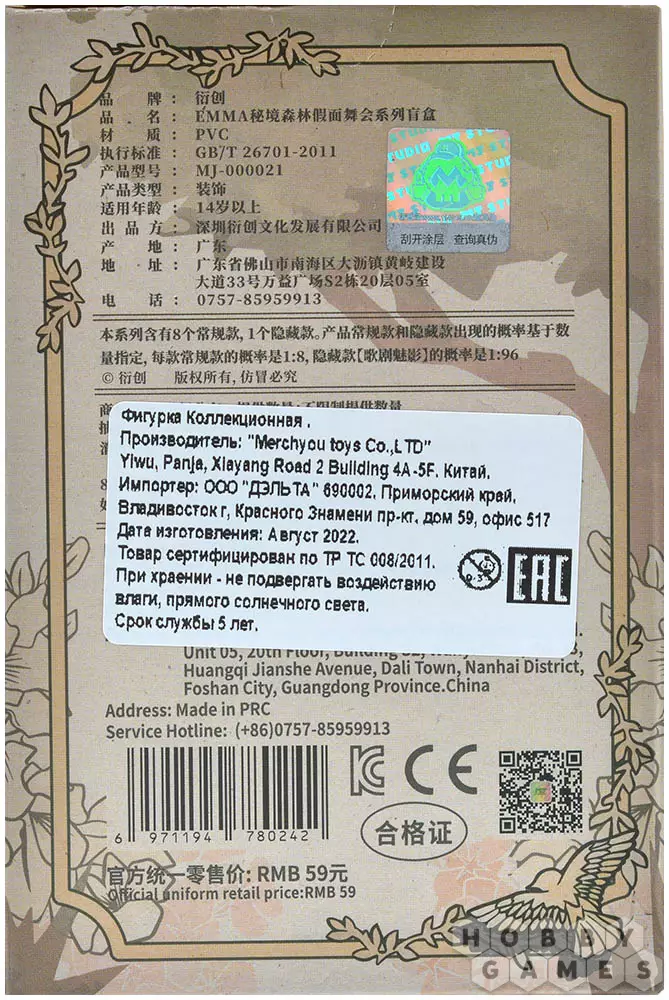 品 牌 ： 衍创
品 名 ： EMMA秘境森林假面舞会系列盲盒
材 质 ： PVC
执行标准 ： GB/T 26701-2011
产品型号 ： MJ-000021
产品类型 ： 装饰
适用年龄 ： 14岁以上
出 品 方 ： 深圳衍创文化发展有限公司
产 地 ： 广东
地 址 ： 广东省佛山市南海区大沥镇黄岐建设
大道33号万益广场S2栋20层05室
电 话 ： 0757-85959913
刮开涂层 查询真伪
本系列含有8个常规款，1个隐藏款。产品常规款和隐藏款出现的概率基于数
量指定，每款常规款的概率是1:8，隐藏款【歌剧魅影】的概率是1:96
© 衍创 版权所有，仿冒必究
Фигурка Коллекционная .
Производитель: "Merchyou toys Co.,LTD"
Yiwu, Panja, Xiayang Road 2 Building 4A-5F. Китай.
Импортер: ООО "ДЭЛЬТА" 690002, Приморский край,
Владивосток г, Красного Знамени пр-кт, дом 59, офис 517
Дата изготовления: Август 2022.
Товар сертифицирован по ТР ТС 008/2011.
При храении - не подвергать воздействию
влаги, прямого солнечного света.
Срок службы 5 лет.
0-3
EAC
Unit 05, 20th Floor, Building
Huangqi Jianshe Avenue, Dali Town, Nanhai District,
Foshan City, Guangdong Province.China
Address: Made in PRC
Service Hotline: (+86)0757-85959913
KC CE
6 971194 780242
合格证
官方统一零售价: RMB 59元
Official uniform retail price:RMB 59
HOBBY
GAMES